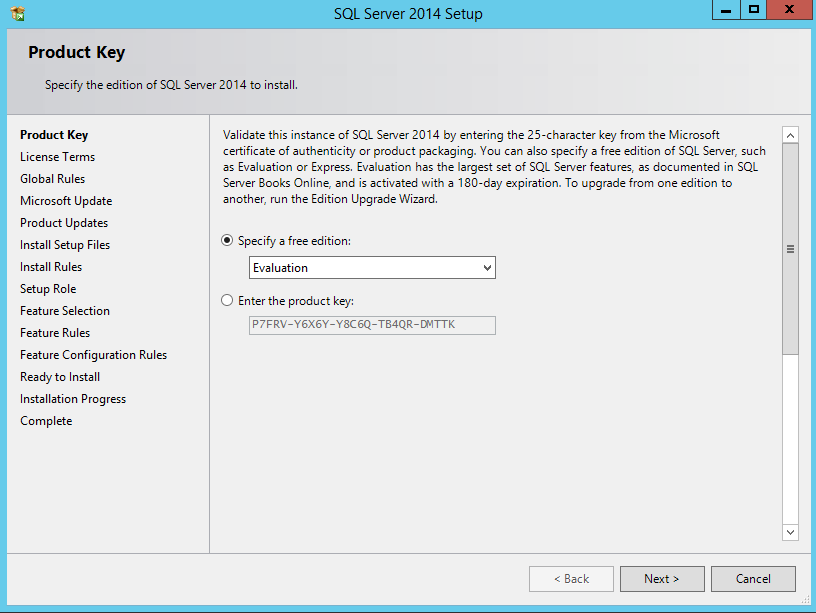 SQL Server 2014 Setup
Product Key
Specify the edition of SQL Server 2014 to install.
Product Key
License Terms
Global Rules
Microsoft Update
Product Updates
Install Setup Files
Install Rules
Setup Role
Feature Selection
Feature Rules
Feature Configuration Rules
Ready to Install
Installation Progress
Complete
Validate this instance of SQL Server 2014 by entering the 25-character key from the Microsoft
certificate of authenticity or product packaging. You can also specify a free edition of SQL Server, such
as Evaluation or Express. Evaluation has the largest set of SQL Server features, as documented in SQL
Server Books Online, and is activated with a 180-day expiration. To upgrade from one edition to
another, run the Edition Upgrade Wizard.
Specify a free edition:
Evaluation
Enter the product key:
P7FRV-Y6X6Y-Y8C6Q-TB4QR-DMTTK
< Back
Next >
Cancel